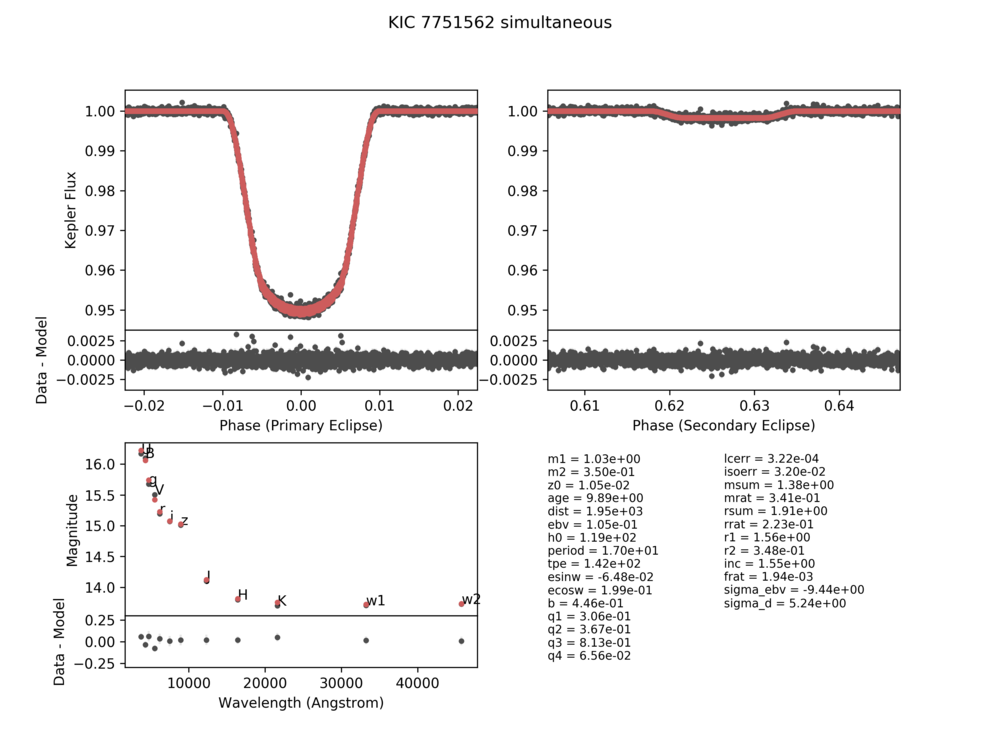 KIC 7751562 simultaneous
1.00
0.99
0.98
0.97
0.96
0.95
Kepler Flux
0.0025
0.0000
−0.0025
Data - Model
−0.02 −0.01 0.00 0.01 0.02
Phase (Primary Eclipse)
1.00
0.99
0.98
0.97
0.96
0.95
0.0025
0.0000
−0.0025
0.61 0.62 0.63 0.64
Phase (Secondary Eclipse)
16.0
15.5
15.0
14.5
14.0
Magnitude
U
B
g
V
r
i
z
J
H
K
w1
w2
0.25
0.00
−0.25
Data - Model
10000 20000 30000 40000
Wavelength (Angstrom)
m1 = 1.03e+00
m2 = 3.50e-01
z0 = 1.05e-02
age = 9.89e+00
dist = 1.95e+03
ebv = 1.05e-01
h0 = 1.19e+02
period = 1.70e+01
tpe = 1.42e+02
esinw = -6.48e-02
ecosw = 1.99e-01
b = 4.46e-01
q1 = 3.06e-01
q2 = 3.67e-01
q3 = 8.13e-01
q4 = 6.56e-02
lcerr = 3.22e-04
isoerr = 3.20e-02
msum = 1.38e+00
mrat = 3.41e-01
rsum = 1.91e+00
rrat = 2.23e-01
r1 = 1.56e+00
r2 = 3.48e-01
inc = 1.55e+00
frat = 1.94e-03
sigma_ebv = -9.44e+00
sigma_d = 5.24e+00